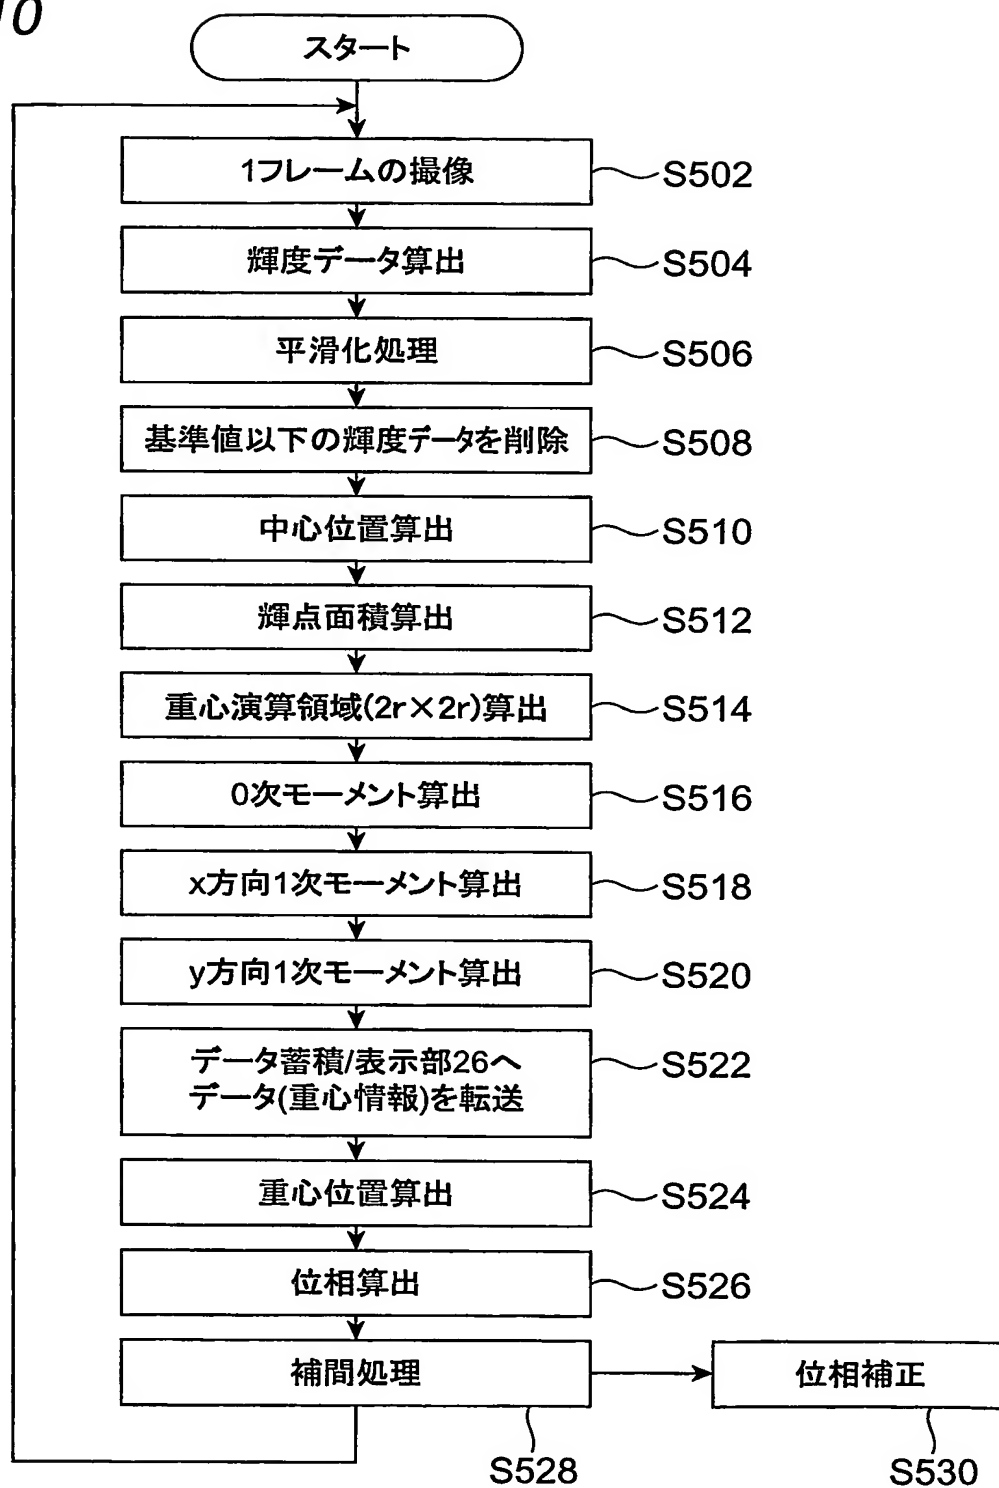 10
スタート
1フレームの撮像
S502
輝度データ算出
S504
平滑化処理
S506
基準値以下の輝度データを削除
S508
中心位置算出
S510
輝点面積算出
S512
重心演算領域(2r×2r)算出
S514
0次モーメント算出
S516
x方向1次モーメント算出
S518
y方向1次モーメント算出
S520
データ蓄積/表示部26へ
データ(重心情報)を転送
S522
重心位置算出
S524
位相算出
S526
補間処理
S528
位相補正
S530